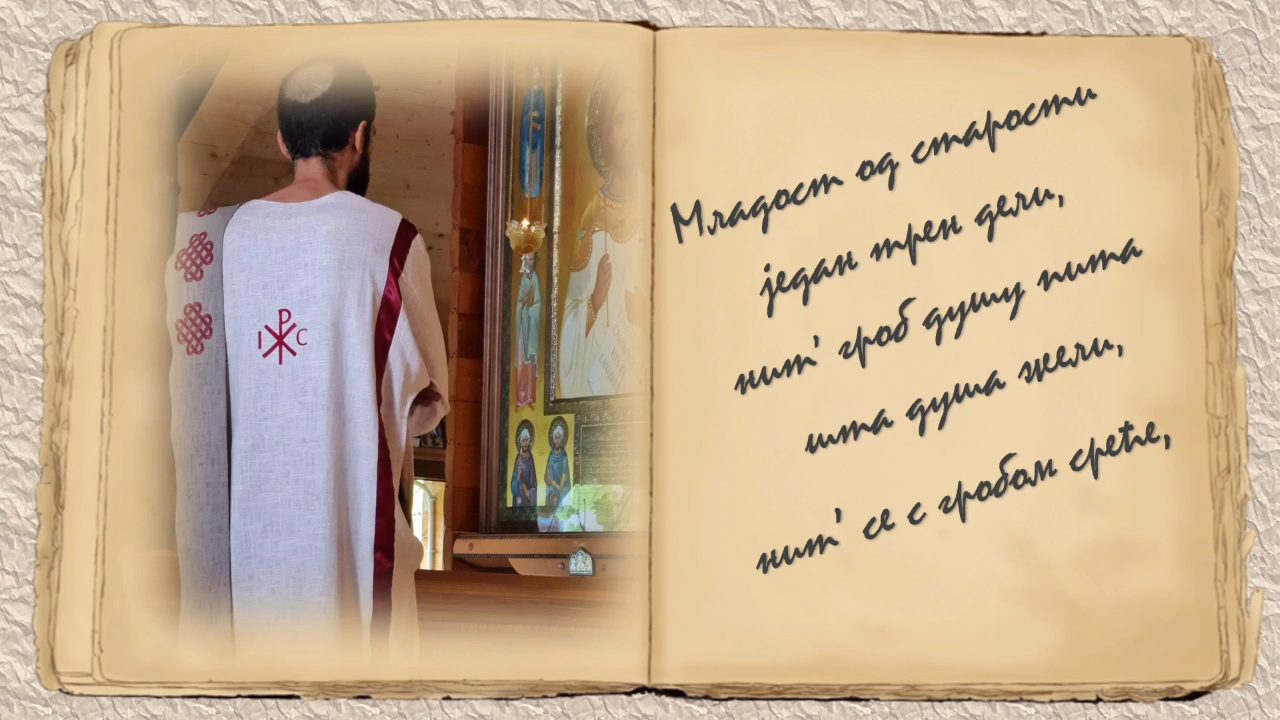 Младост од старости
један трен дели,
нит' гроб душу пита
шта душа жели,
нит' се с гробом среће,
I P C